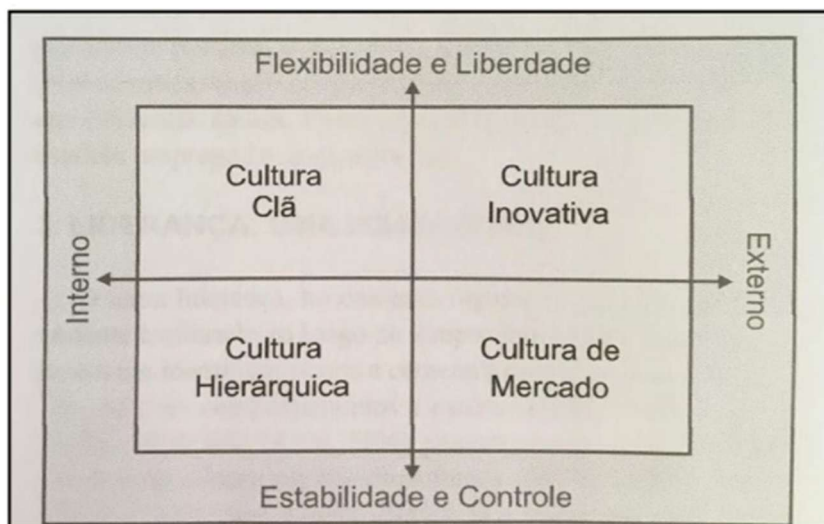 Flexibilidade e Liberdade
Cultura
Clã
Cultura
Inovativa
Interno
Externo
Cultura
Hierárquica
Cultura de
Mercado
Estabilidade e Controle